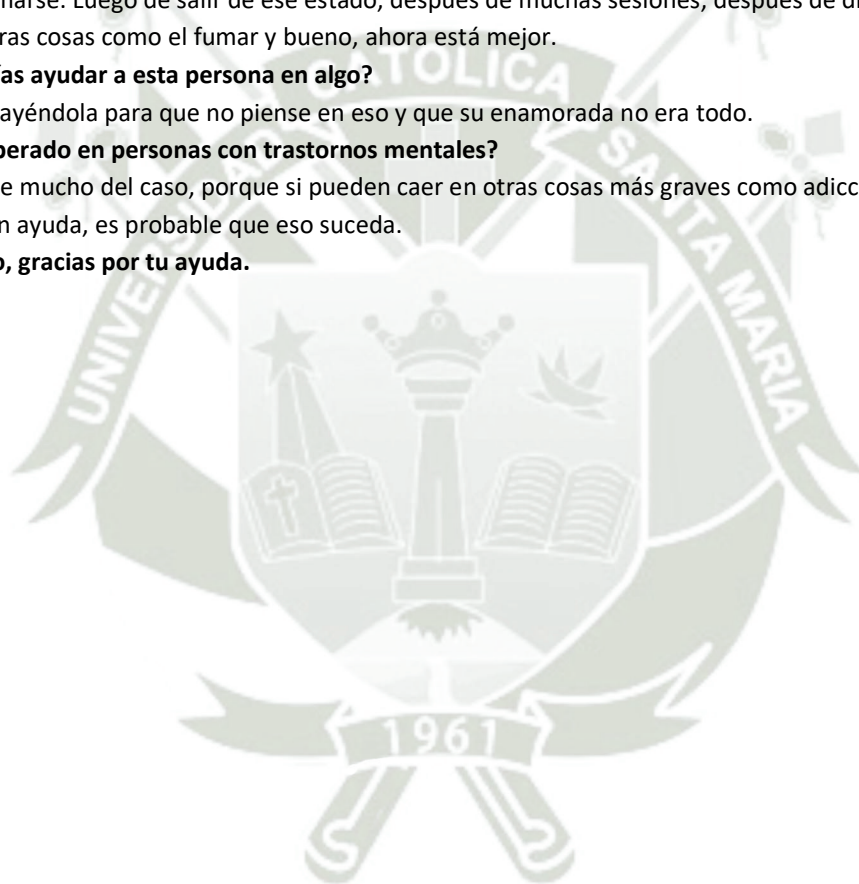 narse. Luego de salir de ese estado, después de muchas sesiones, después de
ras cosas como el fumar y bueno, ahora está mejor.
as ayudar a esta persona en algo?
ayéndola para que no piense en eso y que su enamorada no era todo.
perado en personas con trastornos mentales?
e mucho del caso, porque si pueden caer en otras cosas más graves como adicc
n ayuda, es probable que eso suceda.
o, gracias por tu ayuda.
UNIVERSIDAD CATOLICA SANTA MARIA
1961